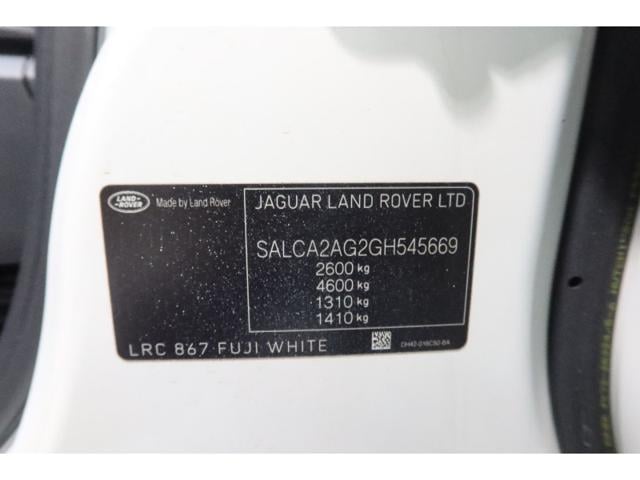 LAND-
ROVER
Made by Land Rover
JAGUAR LAND ROVER LTD
SALCA2AG2GH545669
2600 kg
4600 kg
1310 kg
1410 kg
LRC 867 FUJI WHITE